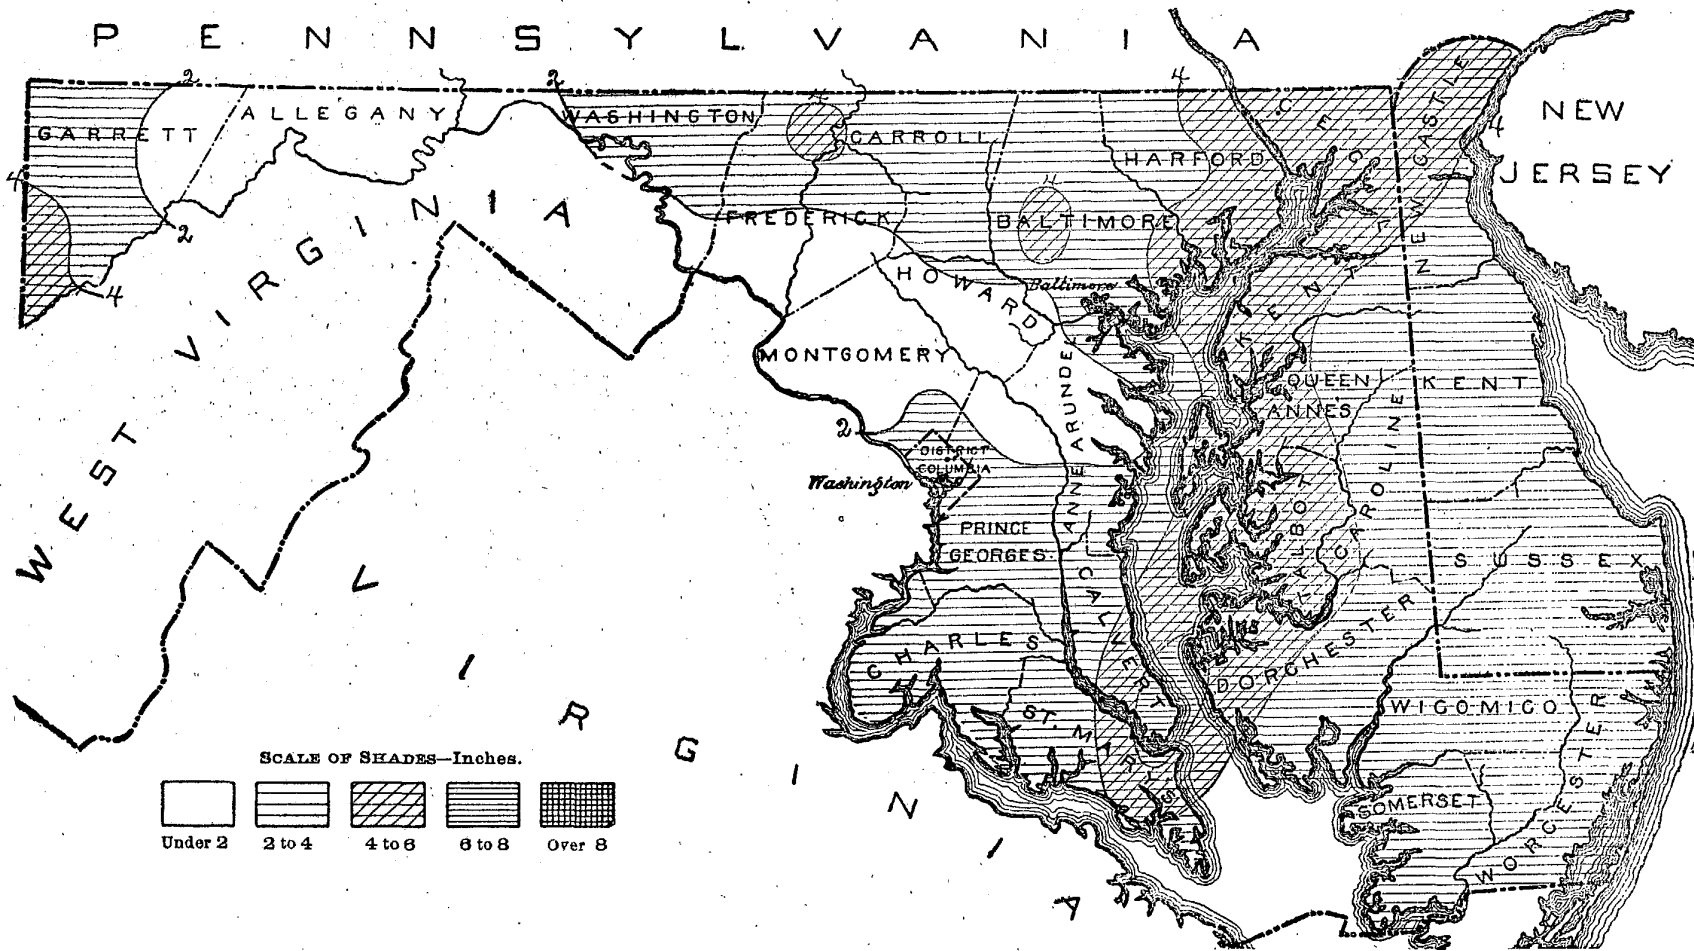 PENNSYLVANIA
NEW
JERSEY
WEST VIRGINIA
VIRGINIA
2
2
4
4
4
GARRETT
ALLEGANY
WASHINGTON
CARROLL
HARFORD
CECIL
NEWCASTLE
4
4
4
2
2
FREDERICK
BALTIMORE
HOWARD
Baltimore
KENT
MONTGOMERY
ANNE ARUNDEL
QUEEN
ANNES
KENT
CAROLINE
2
DISTRICT
COLUMBIA
Washington
TALBOT
PRINCE
GEORGES
CALVERT
SUSSEX
CHARLES
DORCHESTER
ST. MARYS
WICOMICO
SOMERSET
WORCESTER
SCALE OF SHADES—Inches.
Under 2 2 to 4 4 to 6 6 to 8 Over 8